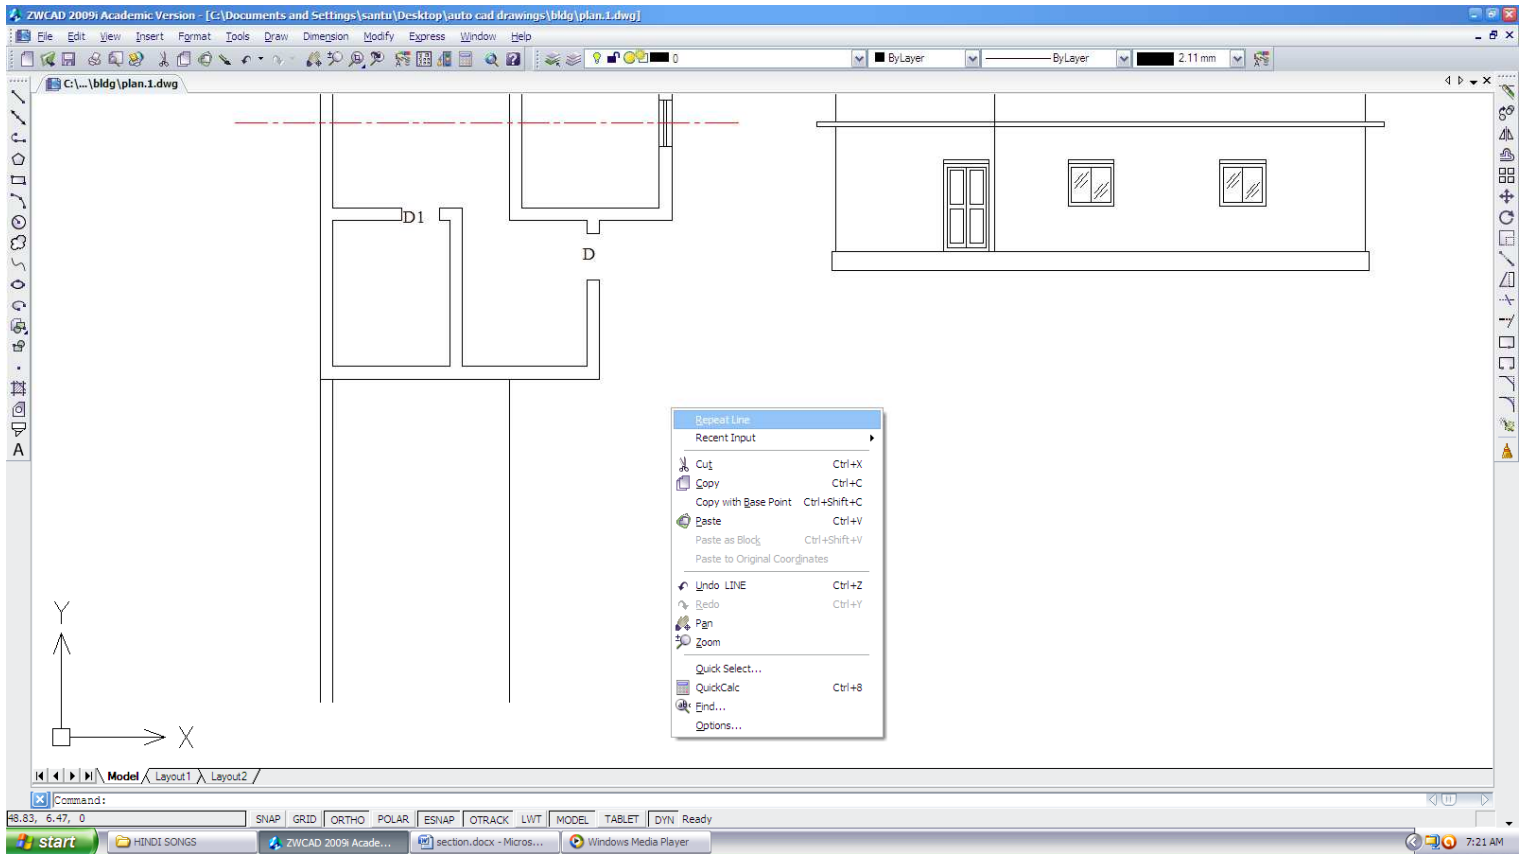 ZWCAD 2009i Academic Version - [C:\Documents and Settings\santu\Desktop\auto cad drawings\bldg\plan.1.dwg]
File Edit View Insert Format Tools Draw Dimension Modify Express Window Help
0 ByLayer ByLayer 2.11 mm
C:\...\bldg\plan.1.dwg
D1
D
Repeat Line
Recent Input
Cut Ctrl+X
Copy Ctrl+C
Copy with Base Point Ctrl+Shift+C
Paste Ctrl+V
Paste as Block Ctrl+Shift+V
Paste to Original Coordinates
Undo LINE Ctrl+Z
Redo Ctrl+Y
Pan
Zoom
Quick Select...
QuickCalc Ctrl+8
Find...
Options...
Y
X
Model Layout1 Layout2
Command:
48.83, 6.47, 0 SNAP GRID ORTHO POLAR ESNAP OTRACK LWT MODEL TABLET DYN Ready
start HINDI SONGS ZWCAD 2009i Acade... section.docx - Micros... Windows Media Player 7:21 AM